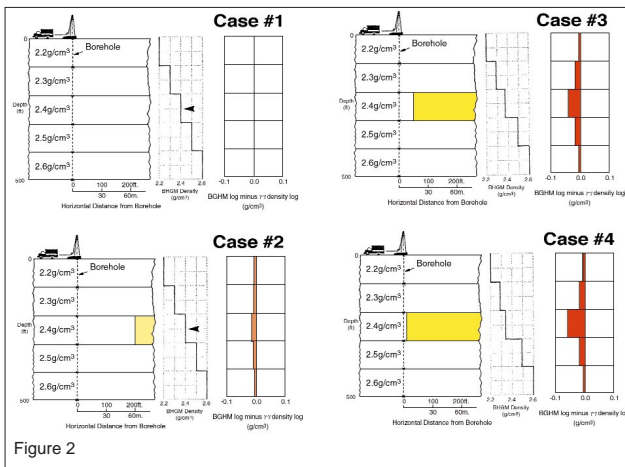 Case #1
0
2.2g/cm³
Borehole
2.3g/cm³
Depth
(ft)
2.4g/cm³
2.5g/cm³
2.6g/cm³
500
0 100 200ft.
30 60m.
Horizontal Distance from Borehole
2.2 2.4 2.6
BHGM Density
(g/cm³)
-0.1 0.0 0.1
BGHM log minus γ-γ density log
(g/cm³)
Case #3
0
2.2g/cm³
Borehole
2.3g/cm³
Depth
(ft)
2.4g/cm³
2.5g/cm³
2.6g/cm³
500
0 100 200ft.
30 60m.
Horizontal Distance from Borehole
2.2 2.4 2.6
BHGM Density
(g/cm³)
-0.1 0.0 0.1
BGHM log minus γ-γ density log
(g/cm³)
Case #2
0
2.2g/cm³
Borehole
2.3g/cm³
Depth
(ft)
2.4g/cm³
2.5g/cm³
2.6g/cm³
500
0 100 200ft.
30 60m.
Horizontal Distance from Borehole
2.2 2.4 2.6
BHGM Density
(g/cm³)
-0.1 0.0 0.1
BGHM log minus γ-γ density log
(g/cm³)
Case #4
0
2.2g/cm³
Borehole
2.3g/cm³
Depth
(ft)
2.4g/cm³
2.5g/cm³
2.6g/cm³
500
0 100 200ft.
30 60m.
Horizontal Distance from Borehole
2.2 2.4 2.6
BHGM Density
(g/cm³)
-0.1 0.0 0.1
BGHM log minus γ-γ density log
(g/cm³)
Figure 2